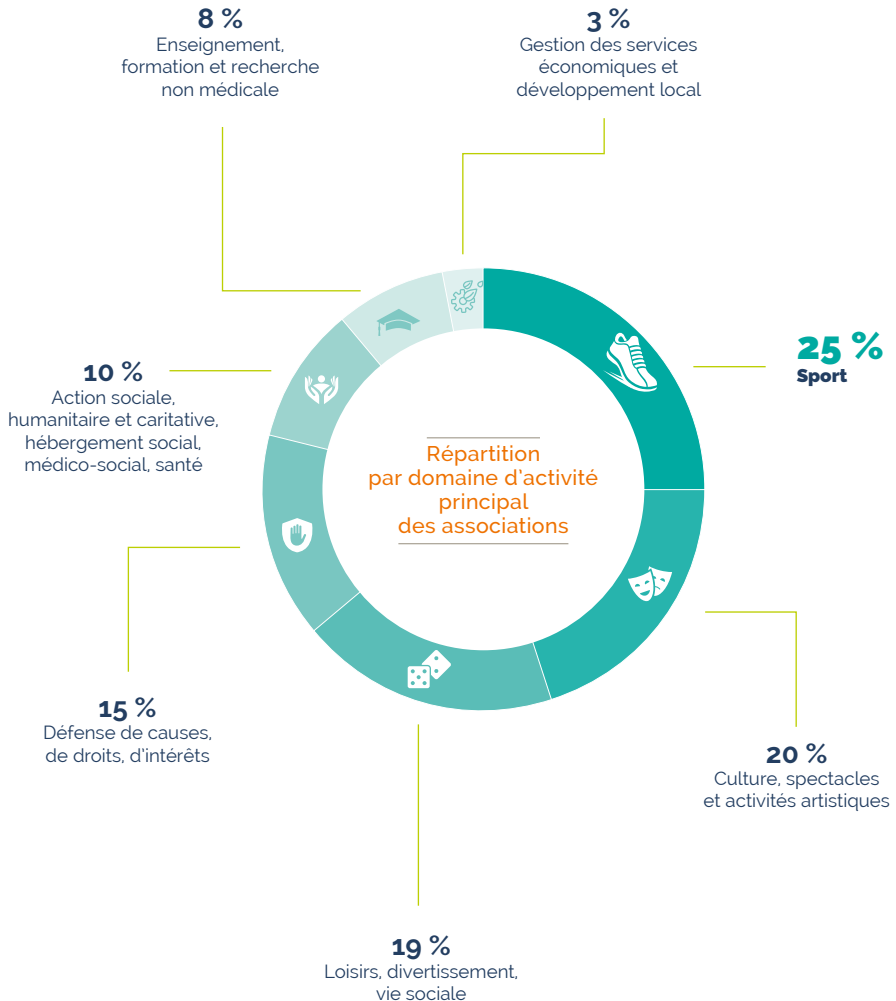 8 %
Enseignement,
formation et recherche
non médicale
3 %
Gestion des services
économiques et
développement local
25 %
Sport
10 %
Action sociale,
humanitaire et caritative,
hébergement social,
médico-social, santé
Répartition
par domaine d'activité
principal
des associations
15 %
Défense de causes,
de droits, d'intérêts
20 %
Culture, spectacles
et activités artistiques
19 %
Loisirs, divertissement,
vie sociale